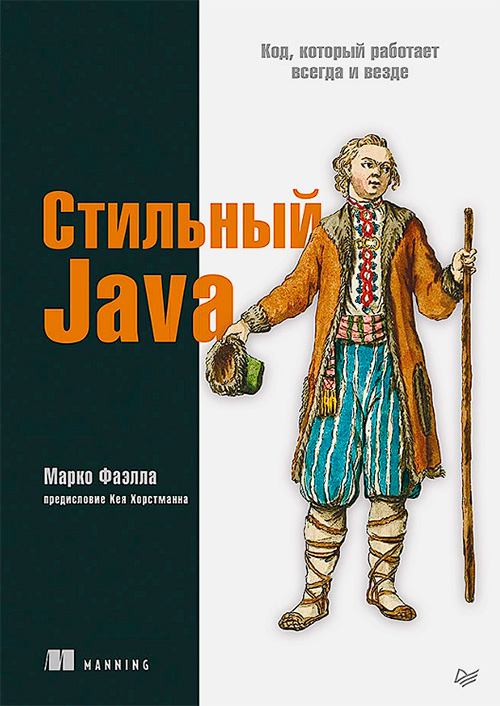 Код, который работает
всегда и везде
Стильный
Java
Марко Фаэлла
предисловие Кея Хорстманна
MANNING